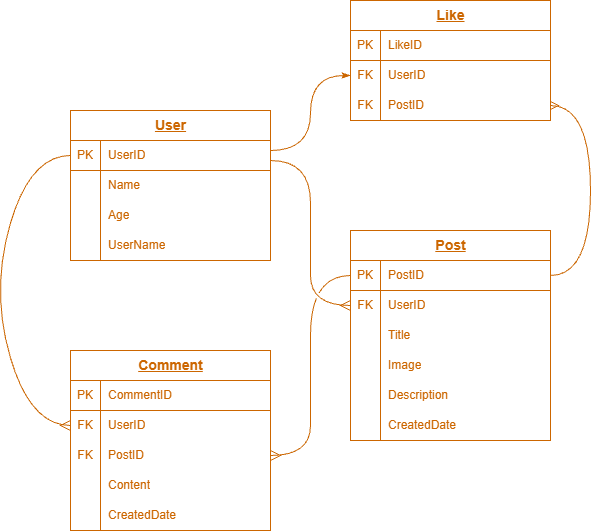 Like
PK LikeID
FK UserID
FK PostID
User
PK UserID
Name
Age
UserName
Post
PK PostID
FK UserID
Title
Image
Description
CreatedDate
Comment
PK CommentID
FK UserID
FK PostID
Content
CreatedDate